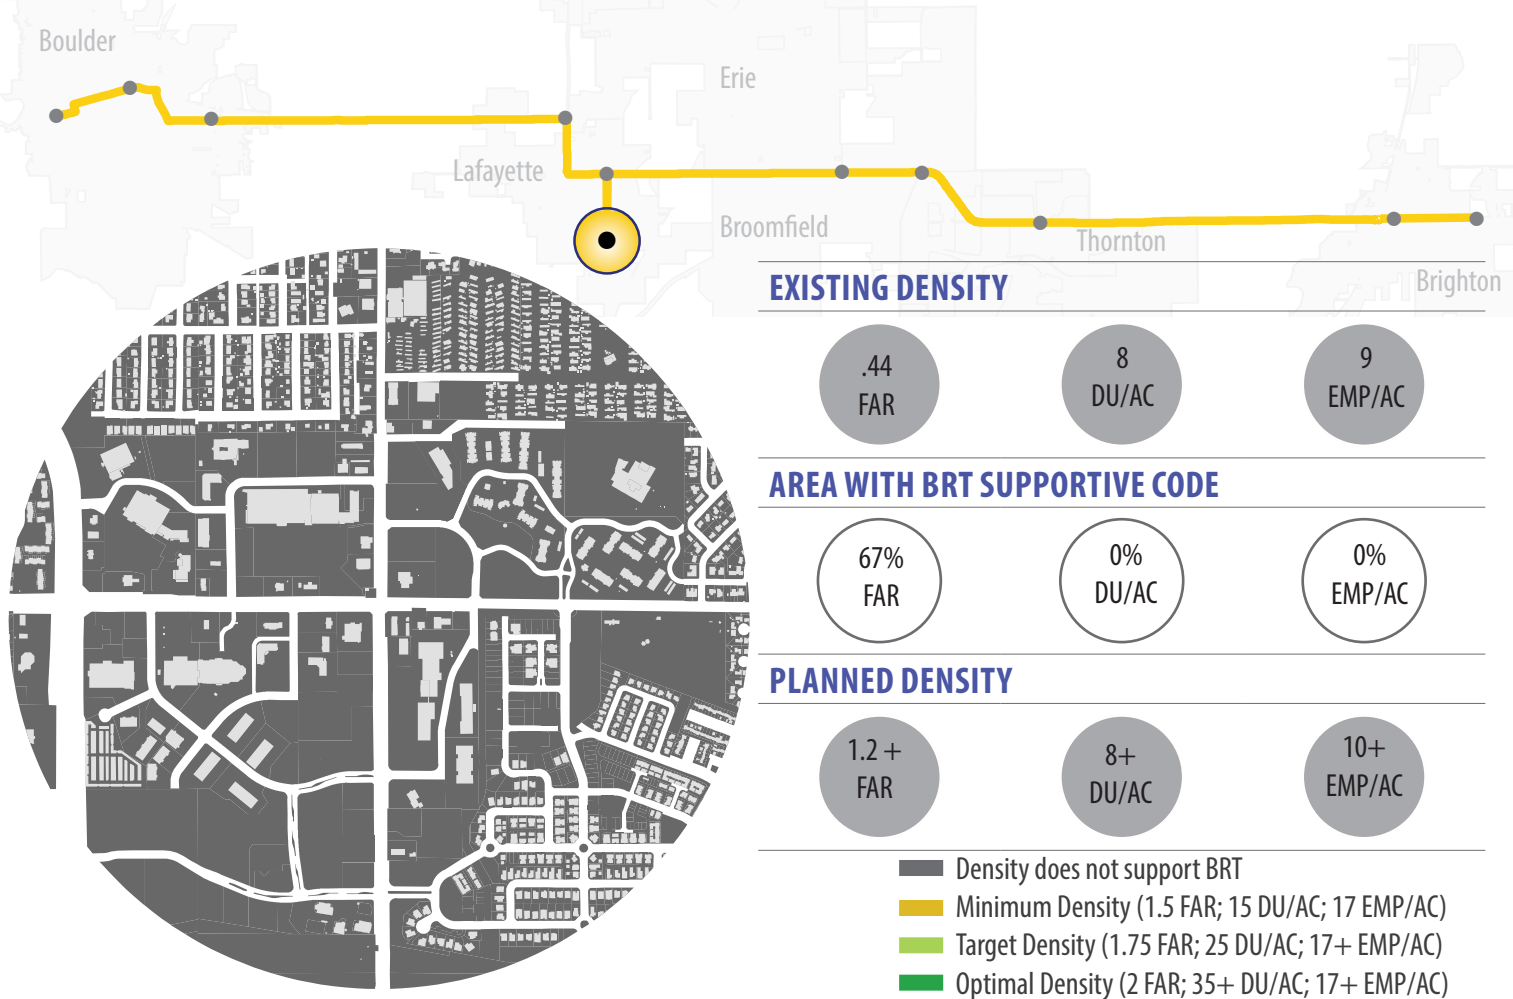 Boulder
Erie
Lafayette
Broomfield
Thornton
Brighton
EXISTING DENSITY
.44
FAR
8
DU/AC
9
EMP/AC
AREA WITH BRT SUPPORTIVE CODE
67%
FAR
0%
DU/AC
0%
EMP/AC
PLANNED DENSITY
1.2 +
FAR
8+
DU/AC
10+
EMP/AC
Density does not support BRT
Minimum Density (1.5 FAR; 15 DU/AC; 17 EMP/AC)
Target Density (1.75 FAR; 25 DU/AC; 17+ EMP/AC)
Optimal Density (2 FAR; 35+ DU/AC; 17+ EMP/AC)